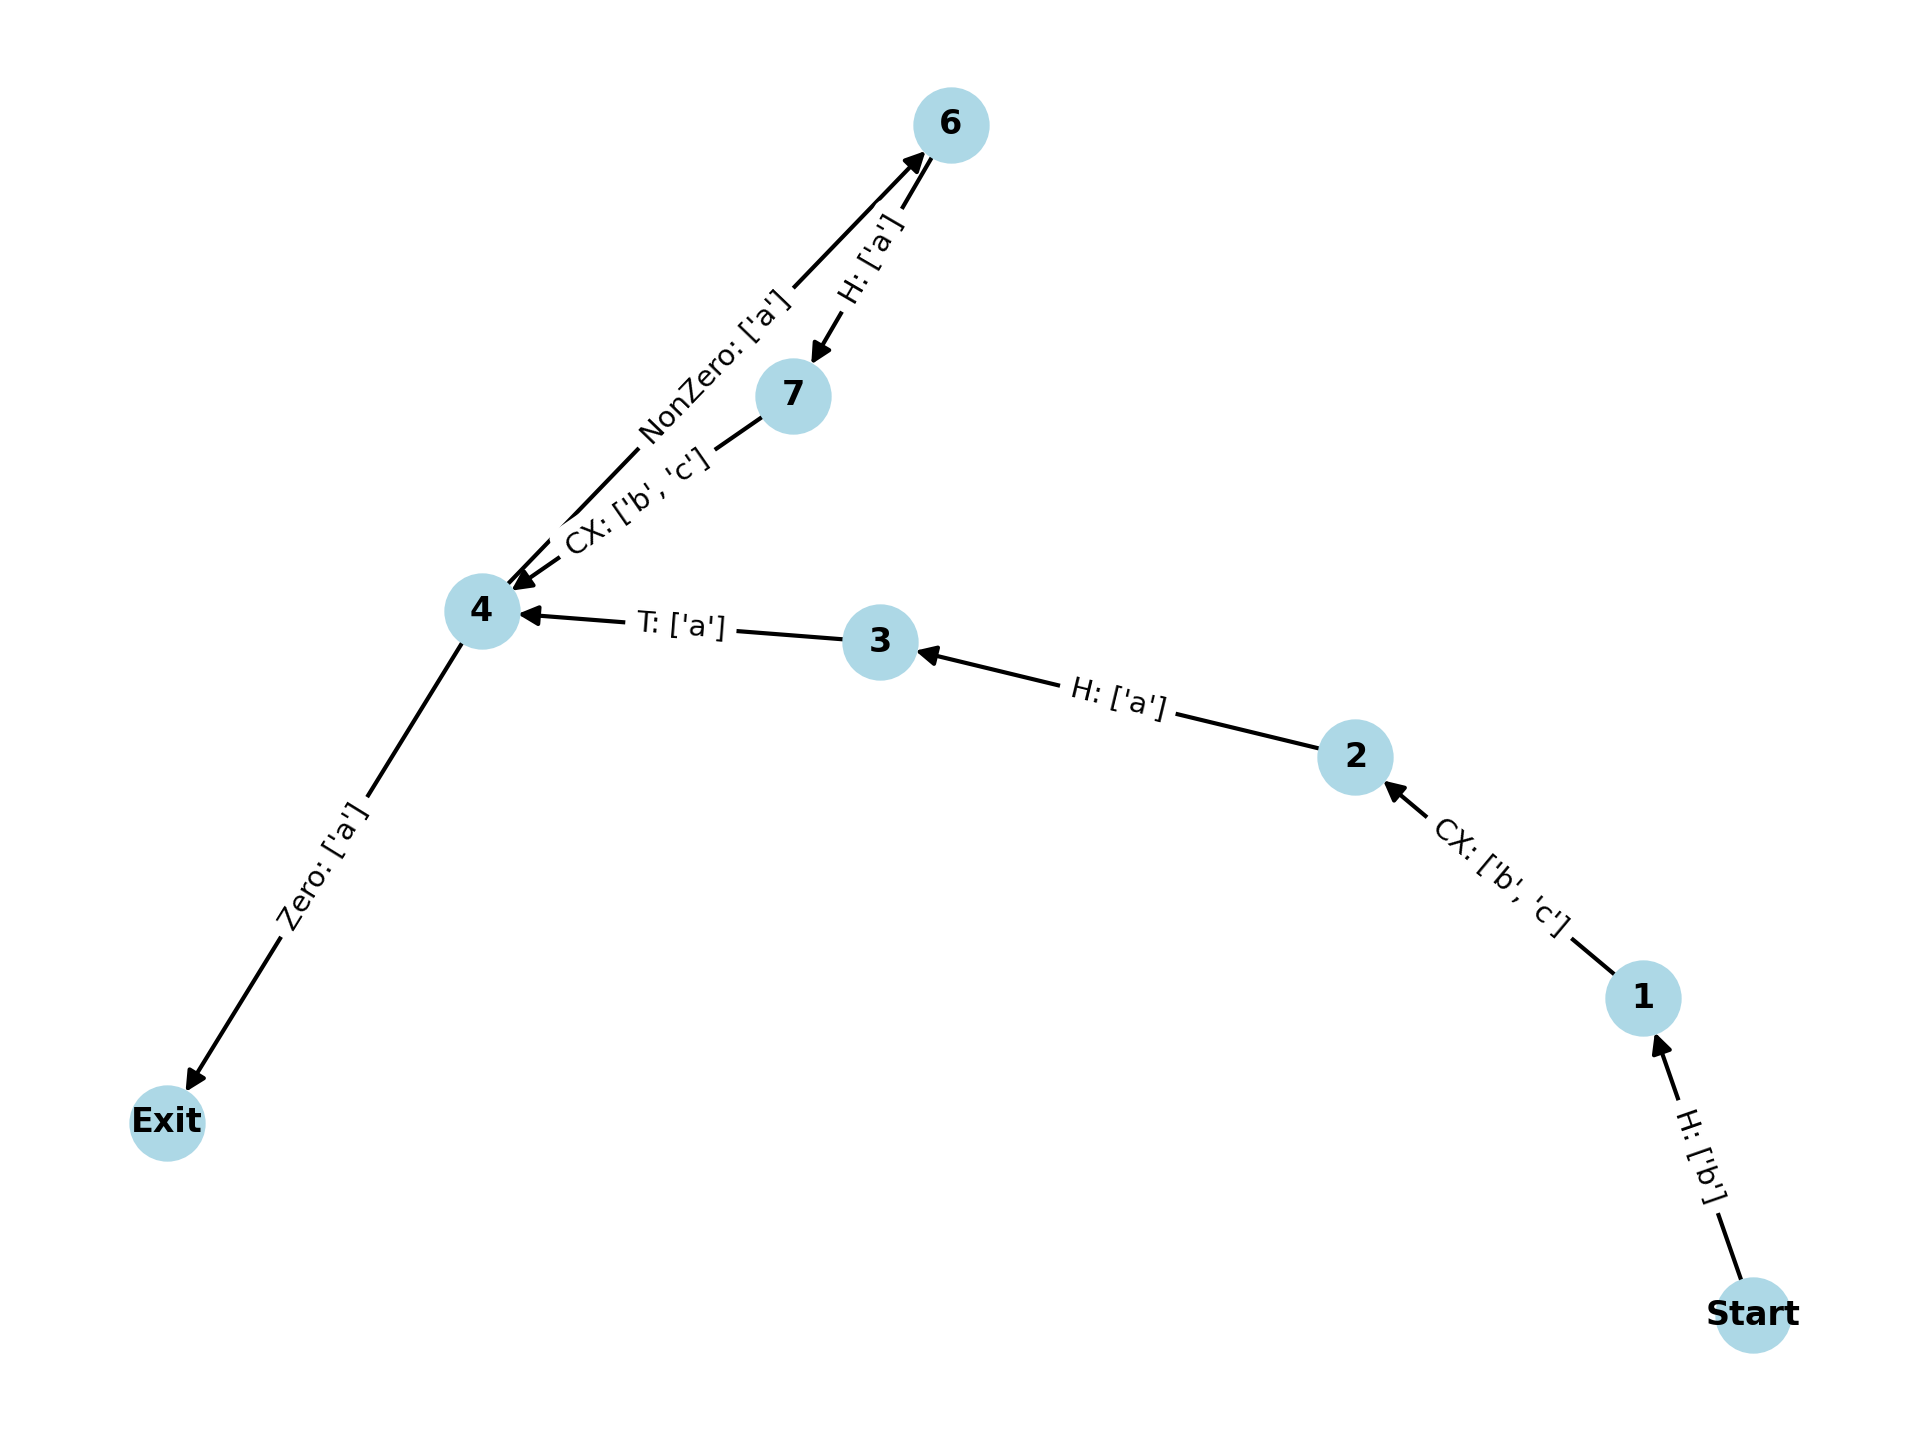 6
H: ['a']
NonZero: ['a']
7
CX: ['b', 'c']
4
T: ['a']
3
H: ['a']
2
CX: ['b', 'c']
Zero: ['a']
1
Exit
H: ['b']
Start